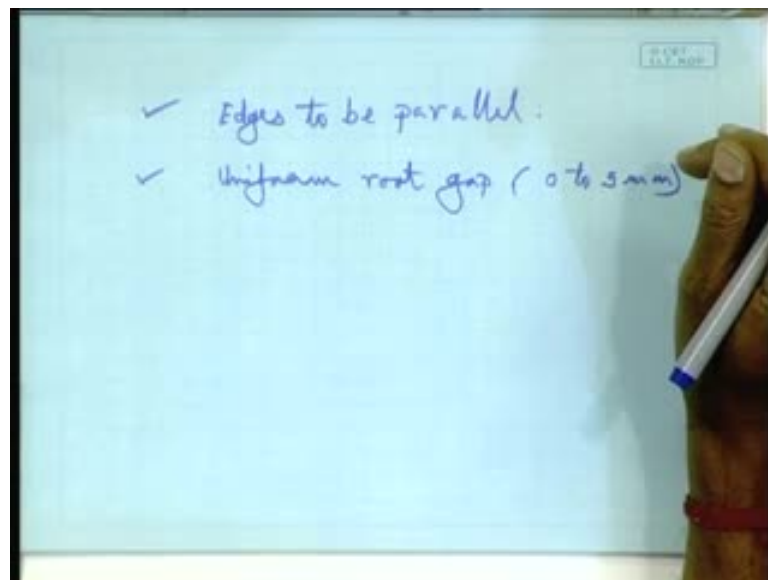 ✓ Edges to be parallel.
✓ Uniform root gap ( 0 to 5 mm)